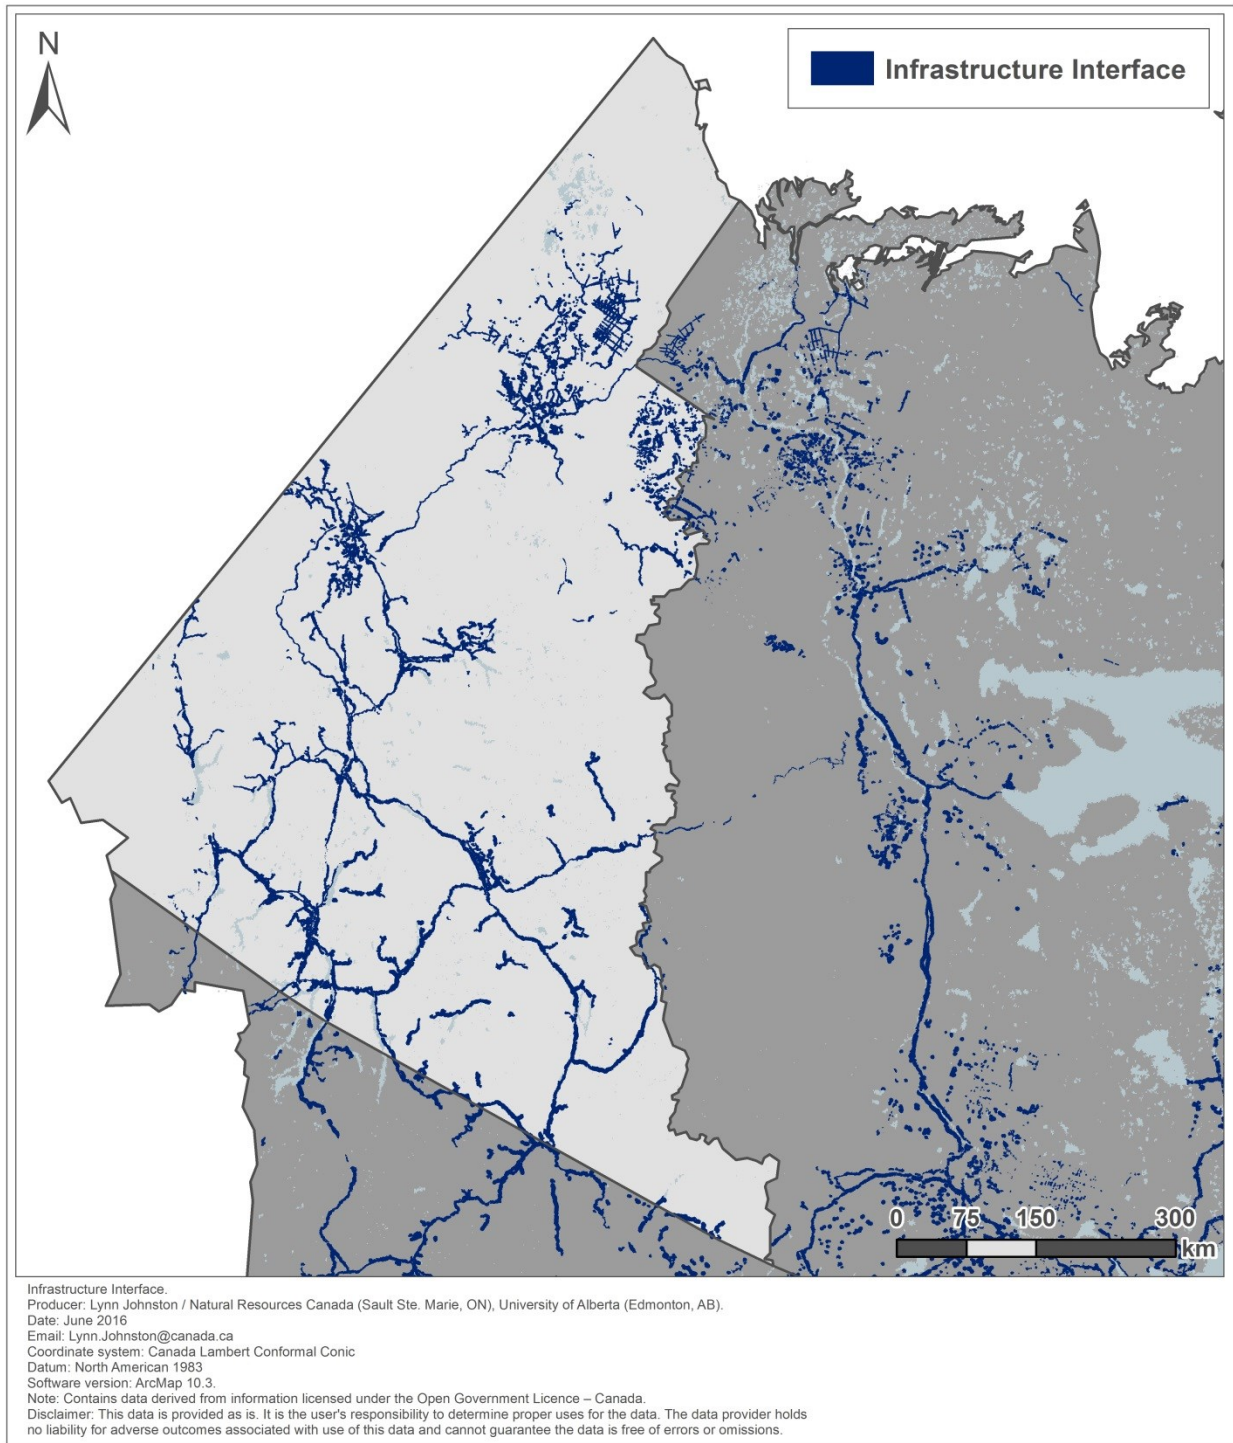 N
Infrastructure Interface
0 75 150 300
km
Infrastructure Interface.
Producer: Lynn Johnston / Natural Resources Canada (Sault Ste. Marie, ON), University of Alberta (Edmonton, AB).
Date: June 2016
Email: Lynn.Johnston@canada.ca
Coordinate system: Canada Lambert Conformal Conic
Datum: North American 1983
Software version: ArcMap 10.3.
Note: Contains data derived from information licensed under the Open Government Licence – Canada.
Disclaimer: This data is provided as is. It is the user's responsibility to determine proper uses for the data. The data provider holds
no liability for adverse outcomes associated with use of this data and cannot guarantee the data is free of errors or omissions.